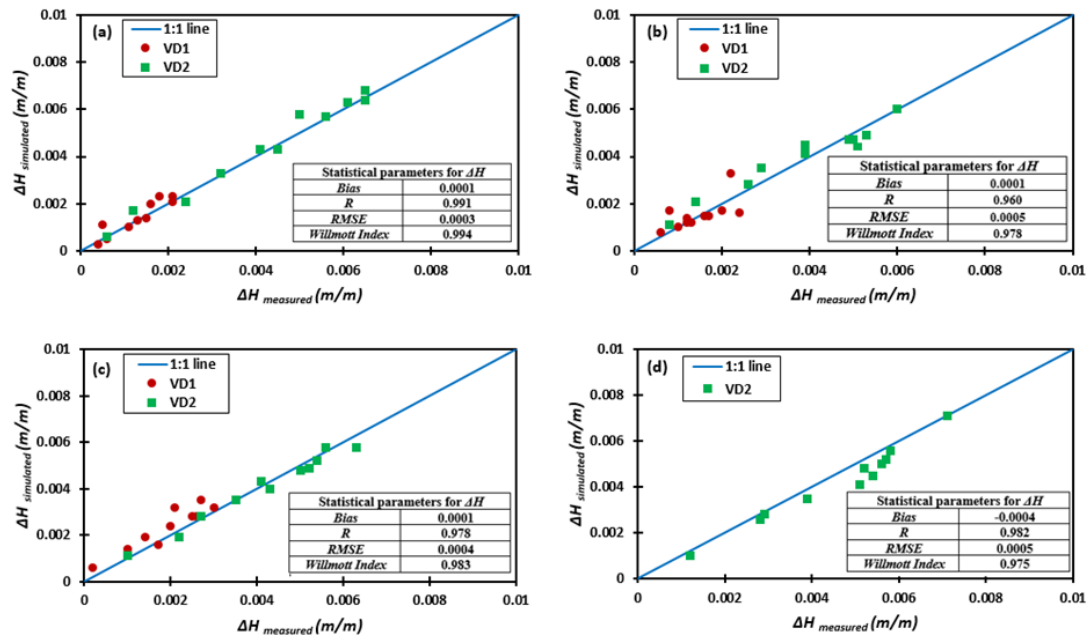 (a)
1:1 line
VD1
VD2
ΔH simulated (m/m)
0.01
0.008
0.006
0.004
0.002
0
Statistical parameters for ΔH
Bias 0.0001
R 0.991
RMSE 0.0003
Willmott Index 0.994
0 0.002 0.004 0.006 0.008 0.01
ΔH measured (m/m)
(b)
1:1 line
VD1
VD2
ΔH simulated (m/m)
0.01
0.008
0.006
0.004
0.002
0
Statistical parameters for ΔH
Bias 0.0001
R 0.960
RMSE 0.0005
Willmott Index 0.978
0 0.002 0.004 0.006 0.008 0.01
ΔH measured (m/m)
(c)
1:1 line
VD1
VD2
ΔH simulated (m/m)
0.01
0.008
0.006
0.004
0.002
0
Statistical parameters for ΔH
Bias 0.0001
R 0.978
RMSE 0.0004
Willmott Index 0.983
0 0.002 0.004 0.006 0.008 0.01
ΔH measured (m/m)
(d)
1:1 line
VD2
ΔH simulated (m/m)
0.01
0.008
0.006
0.004
0.002
0
Statistical parameters for ΔH
Bias -0.0004
R 0.982
RMSE 0.0005
Willmott Index 0.975
0 0.002 0.004 0.006 0.008 0.01
ΔH measured (m/m)